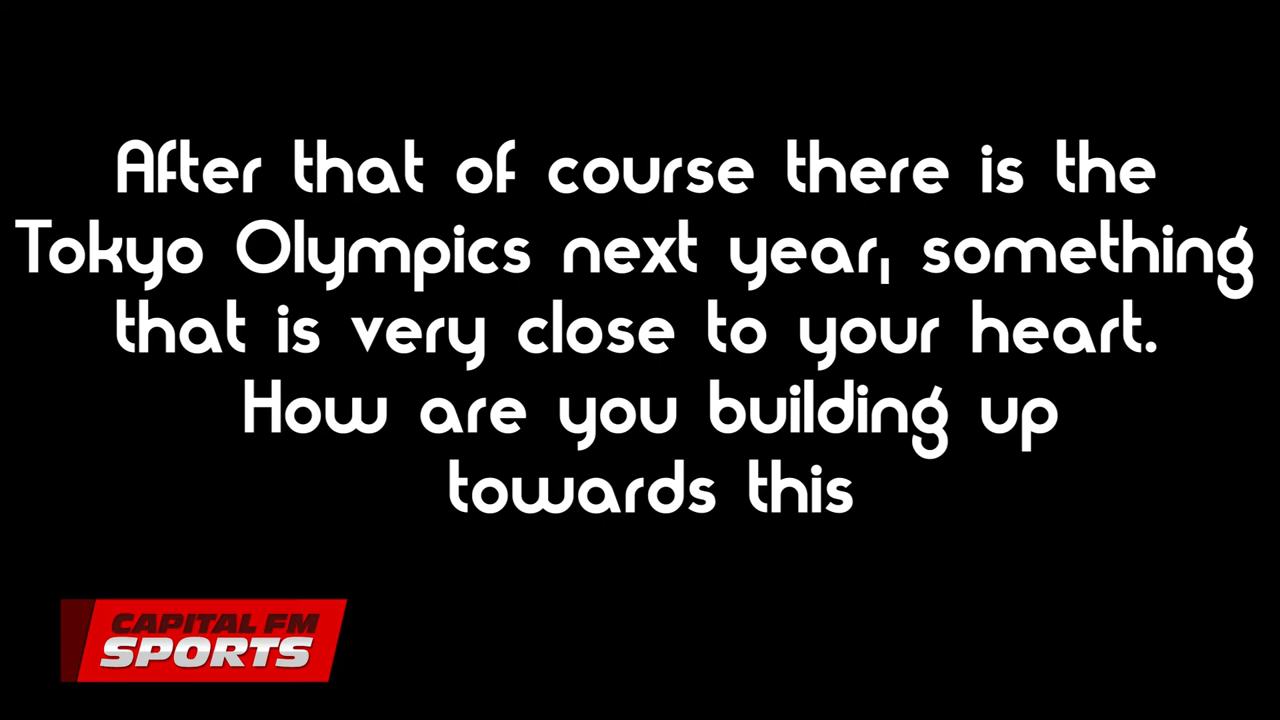 After that of course there is the
Tokyo Olympics next year, something
that is very close to your heart.
How are you building up
towards this
CAPITAL FM
SPORTS